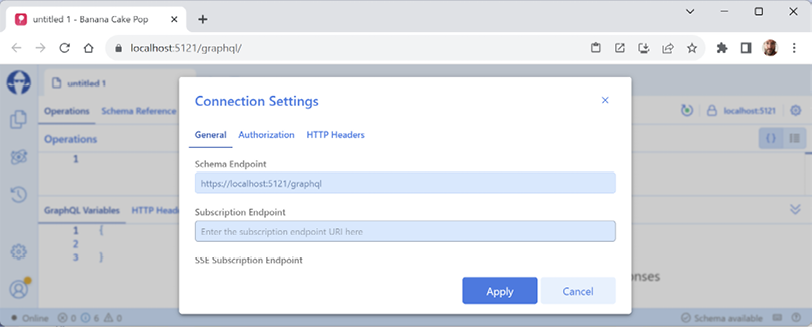 untitled 1 - Banana Cake Pop
localhost:5121/graphql/
untitled 1
Operations Schema Reference
localhost:5121
Operations
1
GraphQL Variables HTTP Head
1 {
2
3 }
Connection Settings
General Authorization HTTP Headers
Schema Endpoint
https://localhost:5121/graphql
Subscription Endpoint
Enter the subscription endpoint URI here
SSE Subscription Endpoint
Apply Cancel
onses
Online 0 6 0 Schema available